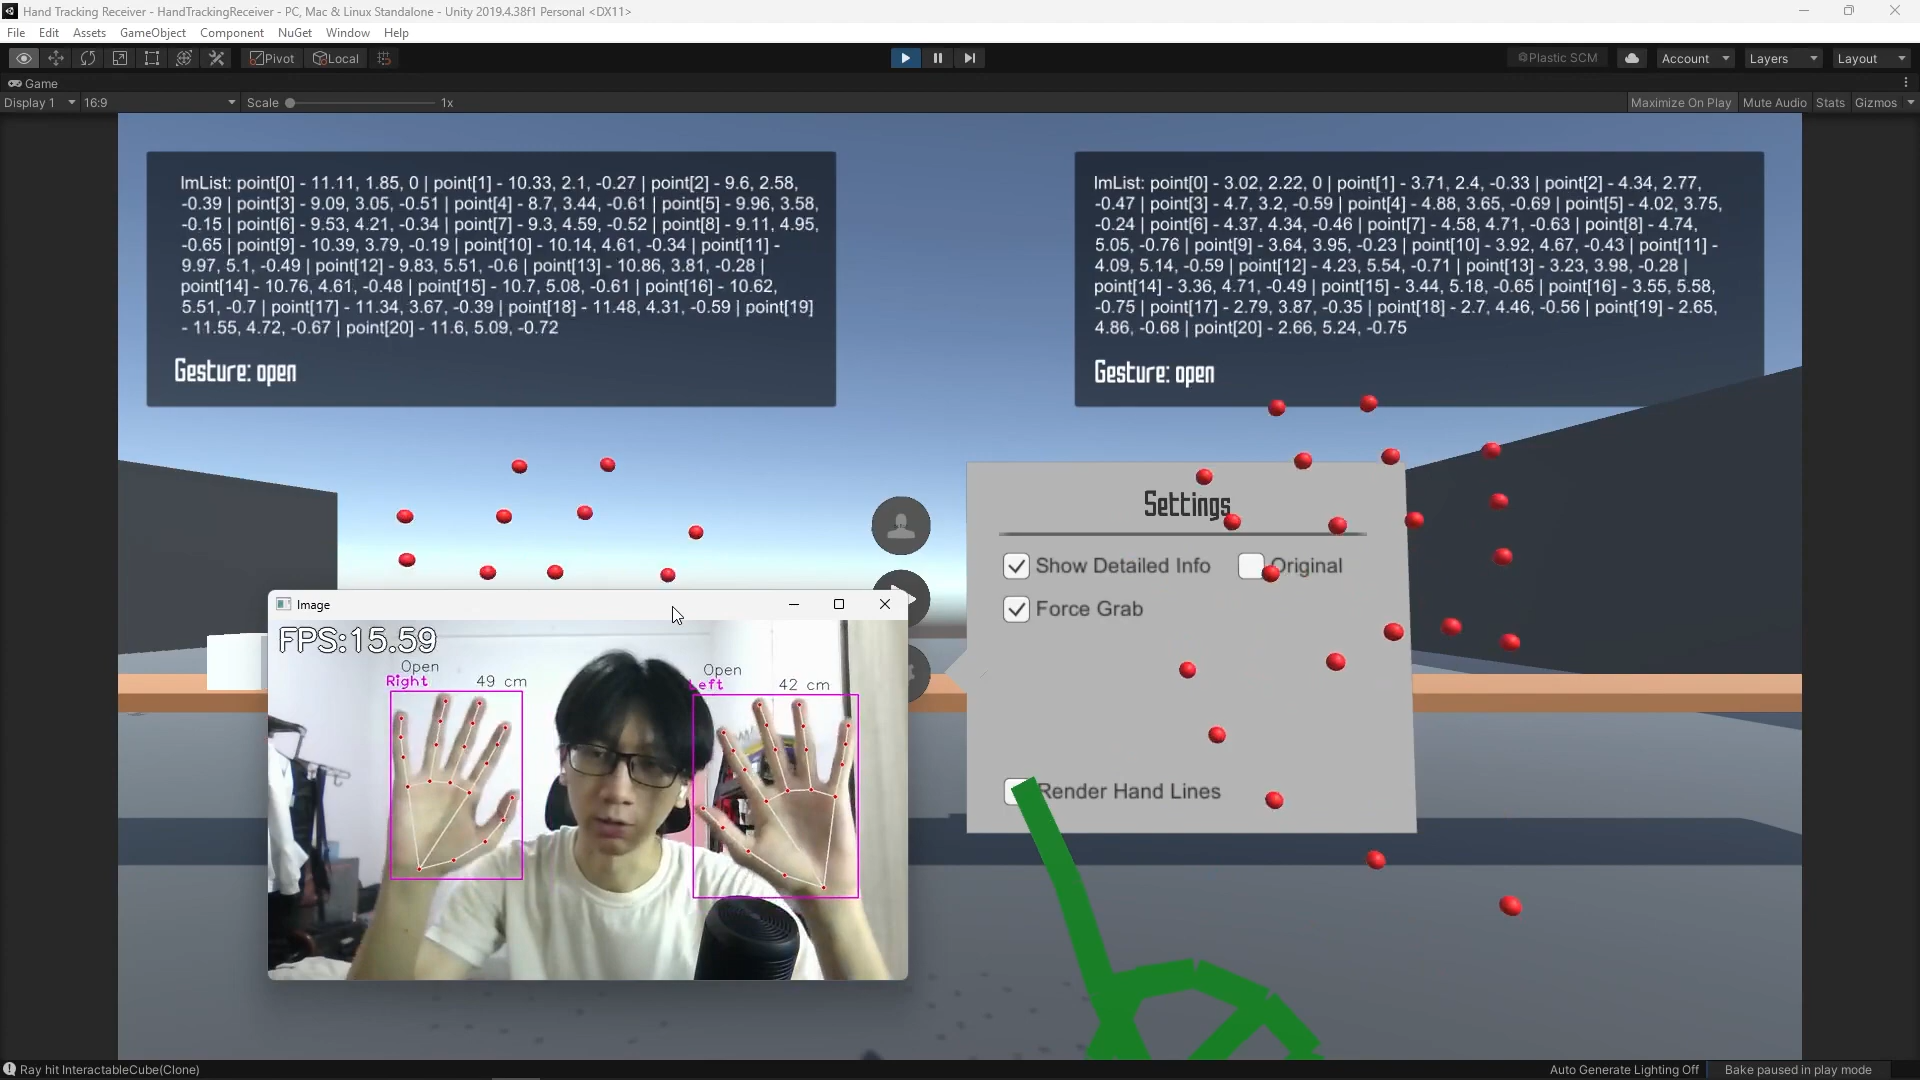 Hand Tracking Receiver - HandTrackingReceiver - PC, Mac & Linux Standalone - Unity 2019.4.38f1 Personal <DX11>
File Edit Assets GameObject Component NuGet Window Help
Pivot Local Plastic SCM Account Layers Layout
Game
Display 1 16:9 Scale 1x Maximize On Play Mute Audio Stats Gizmos
lmList: point[0] - 11.11, 1.85, 0 | point[1] - 10.33, 2.1, -0.27 | point[2] - 9.6, 2.58,
-0.39 | point[3] - 9.09, 3.05, -0.51 | point[4] - 8.7, 3.44, -0.61 | point[5] - 9.96, 3.58,
-0.15 | point[6] - 9.53, 4.21, -0.34 | point[7] - 9.3, 4.59, -0.52 | point[8] - 9.11, 4.95,
-0.65 | point[9] - 10.39, 3.79, -0.19 | point[10] - 10.14, 4.61, -0.34 | point[11] -
9.97, 5.1, -0.49 | point[12] - 9.83, 5.51, -0.6 | point[13] - 10.86, 3.81, -0.28 |
point[14] - 10.76, 4.61, -0.48 | point[15] - 10.7, 5.08, -0.61 | point[16] - 10.62,
5.51, -0.7 | point[17] - 11.34, 3.67, -0.39 | point[18] - 11.48, 4.31, -0.59 | point[19]
- 11.55, 4.72, -0.67 | point[20] - 11.6, 5.09, -0.72
Gesture: open
lmList: point[0] - 3.02, 2.22, 0 | point[1] - 3.71, 2.4, -0.33 | point[2] - 4.34, 2.77,
-0.47 | point[3] - 4.7, 3.2, -0.59 | point[4] - 4.88, 3.65, -0.69 | point[5] - 4.02, 3.75,
-0.24 | point[6] - 4.37, 4.34, -0.46 | point[7] - 4.58, 4.71, -0.63 | point[8] - 4.74,
5.05, -0.76 | point[9] - 3.64, 3.95, -0.23 | point[10] - 3.92, 4.67, -0.43 | point[11] -
4.09, 5.14, -0.59 | point[12] - 4.23, 5.54, -0.71 | point[13] - 3.23, 3.98, -0.28 |
point[14] - 3.36, 4.71, -0.49 | point[15] - 3.44, 5.18, -0.65 | point[16] - 3.55, 5.58,
-0.75 | point[17] - 2.79, 3.87, -0.35 | point[18] - 2.7, 4.46, -0.56 | point[19] - 2.65,
4.86, -0.68 | point[20] - 2.66, 5.24, -0.75
Gesture: open
Settings
Show Detailed Info Original
Force Grab
Render Hand Lines
Image
FPS:15.59
Open
Right 49 cm
Open
Left 42 cm
Ray hit InteractableCube(Clone) Auto Generate Lighting Off Bake paused in play mode